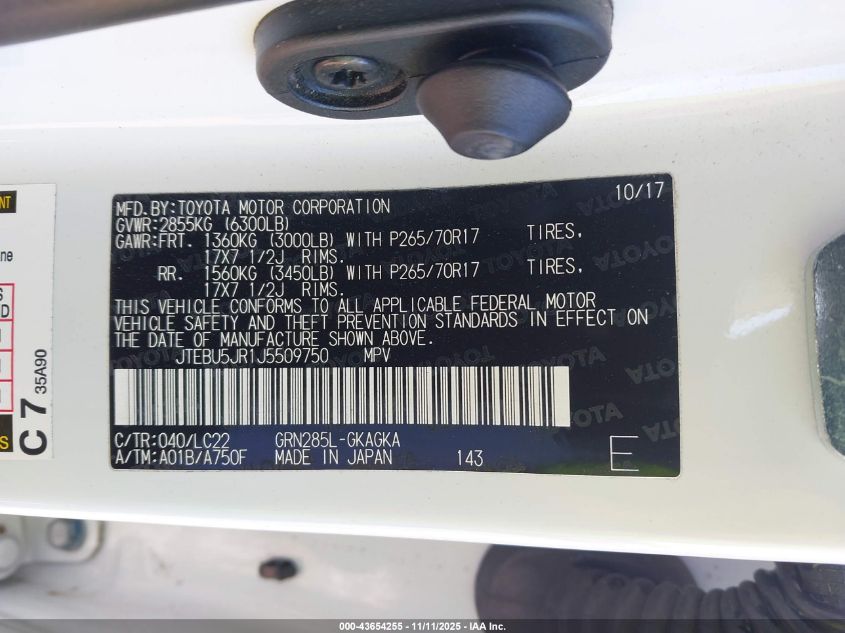 10/17
MFD.BY:TOYOTA MOTOR CORPORATION
GVWR:2855KG (6300LB)
GAWR:FRT. 1360KG (3000LB) WITH P265/70R17 TIRES,
17X7 1/2J RIMS.
RR. 1560KG (3450LB) WITH P265/70R17 TIRES,
17X7 1/2J RIMS.
THIS VEHICLE CONFORMS TO ALL APPLICABLE FEDERAL MOTOR
VEHICLE SAFETY AND THEFT PREVENTION STANDARDS IN EFFECT ON
THE DATE OF MANUFACTURE SHOWN ABOVE.
JTEBU5JR1J5509750 MPV
C/TR:040/LC22 GRN285L-GKAGKA
A/TM:A01B/A750F MADE IN JAPAN 143 E
C 7 35A90
TOYOTA
000-43654255 - 11/11/2025 - IAA Inc.